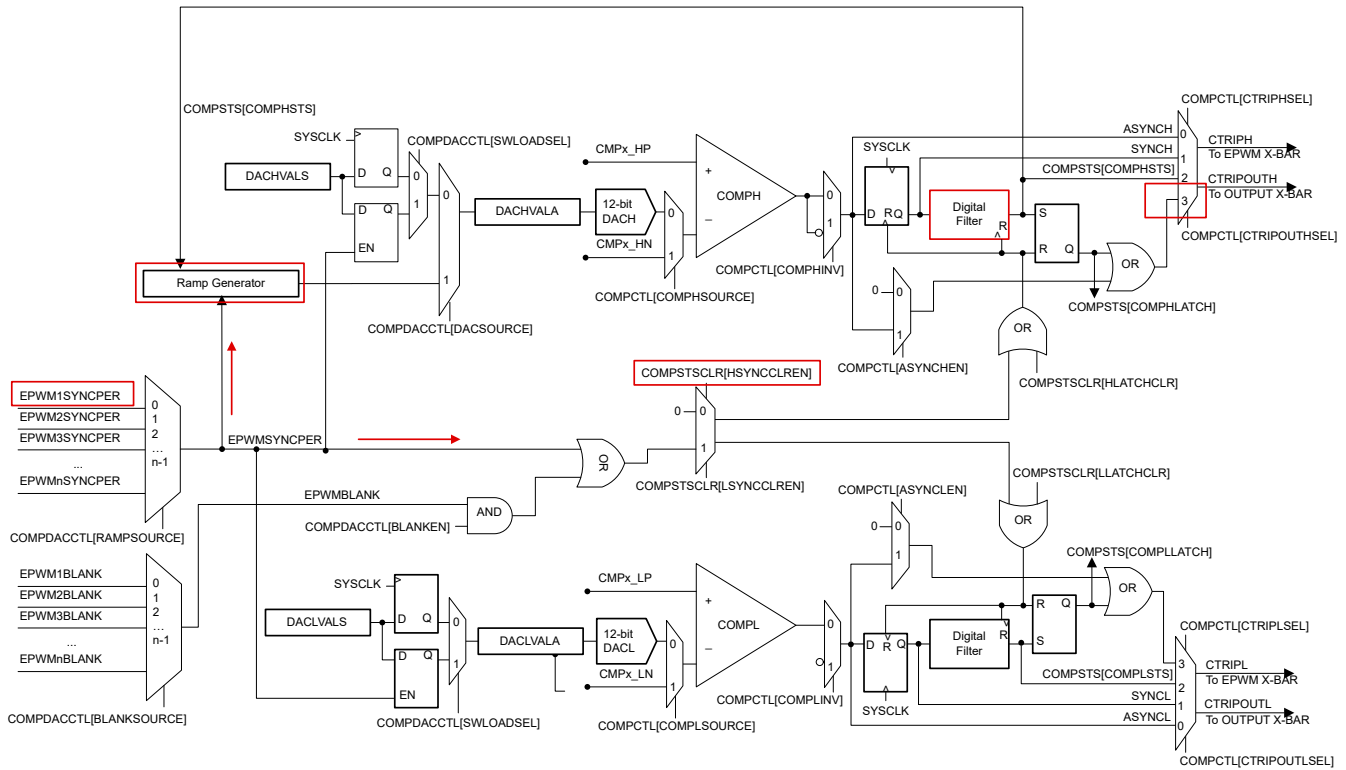 COMPSTS[COMPHSTS]
SYSCLK
COMPDACCTL[SWLOADSEL]
DACHVALS
D Q
0
D Q
1
EN
0
1
DACHVALA
12-bit
DACH
CMPx_HP
CMPx_HN
0
1
+
COMPH
–
0
1
COMPCTL[COMPHSOURCE]
COMPCTL[COMPHINV]
COMPDACCTL[DACSOURCE]
Ramp Generator
SYSCLK
D R Q
Digital
Filter
R
S
R
Q
OR
COMPSTS[COMPHLATCH]
0
0
1
COMPCTL[ASYNCHEN]
OR
COMPSTSCLR[HLATCHCLR]
COMPCTL[CTRIPHSEL]
ASYNCH
0
SYNCH
1
COMPSTS[COMPHSTS]
2
3
CTRIPH
To EPWM X-BAR
CTRIPOUTH
To OUTPUT X-BAR
COMPCTL[CTRIPOUTHSEL]
EPWM1SYNCPER
EPWM2SYNCPER
EPWM3SYNCPER
...
EPWMnSYNCPER
0
1
2
...
n-1
COMPDACCTL[RAMPSOURCE]
EPWMSYNCPER
COMPSTSCLR[HSYNCCLREN]
0
0
1
COMPSTSCLR[LSYNCCLREN]
OR
EPWMBLANK
AND
COMPDACCTL[BLANKEN]
EPWM1BLANK
EPWM2BLANK
EPWM3BLANK
...
EPWMnBLANK
0
1
2
...
n-1
COMPDACCTL[BLANKSOURCE]
SYSCLK
DACLVALS
D Q
0
D Q
1
EN
COMPDACCTL[SWLOADSEL]
DACLVALA
12-bit
DACL
CMPx_LP
CMPx_LN
0
1
+
COMPL
–
0
1
COMPCTL[COMPLSOURCE]
COMPCTL[COMPLINV]
COMPCTL[ASYNCLEN]
0
0
1
COMPSTSCLR[LLATCHCLR]
OR
D R Q
SYSCLK
Digital
Filter
R
R
S
Q
COMPSTS[COMPLLATCH]
OR
COMPCTL[CTRIPLSEL]
3
COMPSTS[COMPLSTS]
2
SYNCL
1
ASYNCL
0
CTRIPL
To EPWM X-BAR
CTRIPOUTL
To OUTPUT X-BAR
COMPCTL[CTRIPOUTLSEL]